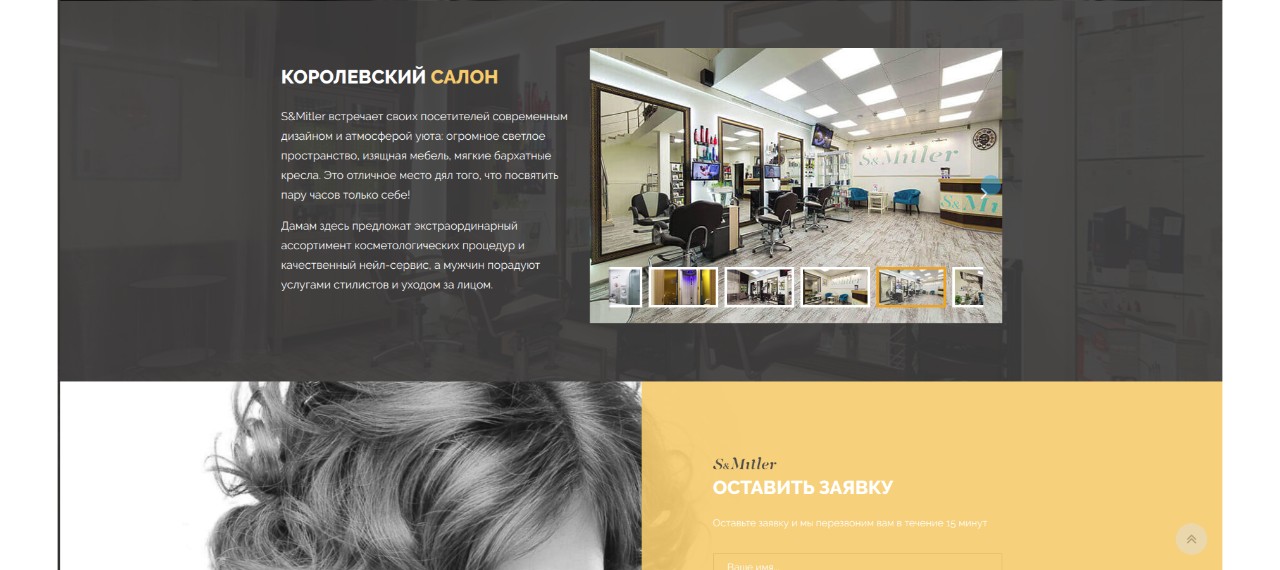 КОРОЛЕВСКИЙ САЛОН
S&Mitler встречает своих посетителей современным
дизайном и атмосферой уюта: огромное светлое
пространство, изящная мебель, мягкие бархатные
кресла. Это отличное место дял того, что посвятить
пару часов только себе!
Дамам здесь предложат экстраординарный
ассортимент косметологических процедур и
качественный нейл-сервис, а мужчин порадуют
услугами стилистов и уходом за лицом.
S&Mitler
S&Mi
S&Mitler
ОСТАВИТЬ ЗАЯВКУ
Оставьте заявку и мы перезвоним вам в течение 15 минут
Ваше имя